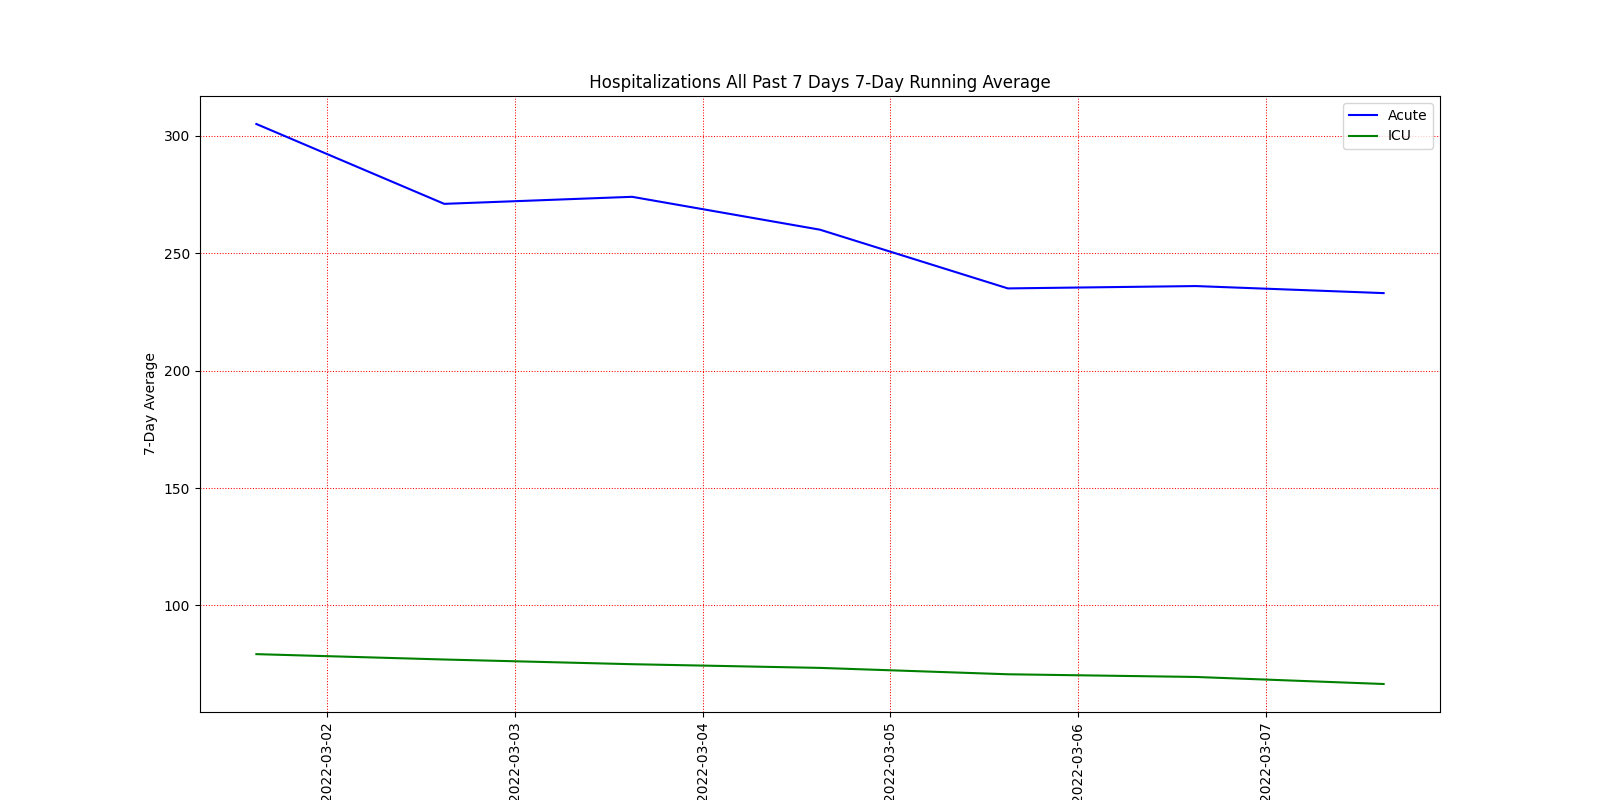 Hospitalizations All Past 7 Days 7-Day Running Average
Acute
ICU
300
250
200
150
100
7-Day Average
2022-03-02
2022-03-03
2022-03-04
2022-03-05
2022-03-06
2022-03-07